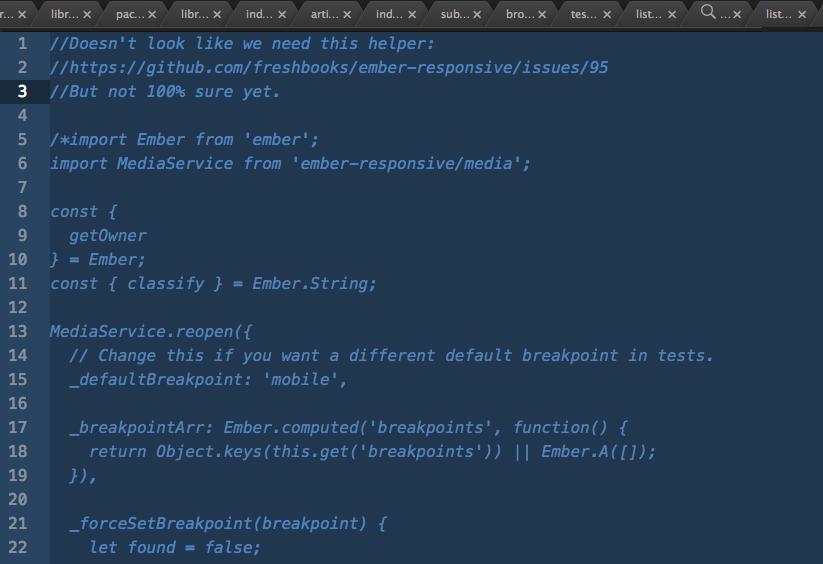 r... × libr... × pac... × libr... × ind... × arti... × ind... × sub... × bro... × tes... × list... × ... × list... ×
1 //Doesn't look like we need this helper:
2 //https://github.com/freshbooks/ember-responsive/issues/95
3 //But not 100% sure yet.
4
5 /*import Ember from 'ember';
6 import MediaService from 'ember-responsive/media';
7
8 const {
9   getOwner
10 } = Ember;
11 const { classify } = Ember.String;
12
13 MediaService.reopen({
14   // Change this if you want a different default breakpoint in tests.
15   _defaultBreakpoint: 'mobile',
16
17   _breakpointArr: Ember.computed('breakpoints', function() {
18     return Object.keys(this.get('breakpoints')) || Ember.A([]);
19   }),
20
21   _forceSetBreakpoint(breakpoint) {
22     let found = false;